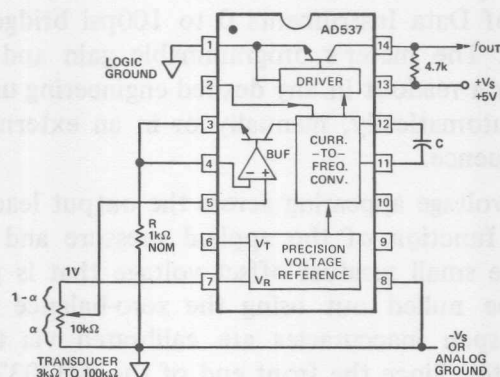 AD537
1
14
fOUT
LOGIC
GROUND
DRIVER
2
13
+Vs
+5V
3
12
BUF
CURR.
-TO-
FREQ.
CONV.
C
4
11
- +
5
10
R
1kΩ
NOM
6
VT
PRECISION
VOLTAGE
REFERENCE
9
1V
7
VR
8
1-α
α
10kΩ
TRANSDUCER
3kΩ TO 100kΩ
-Vs
OR
ANALOG
GROUND